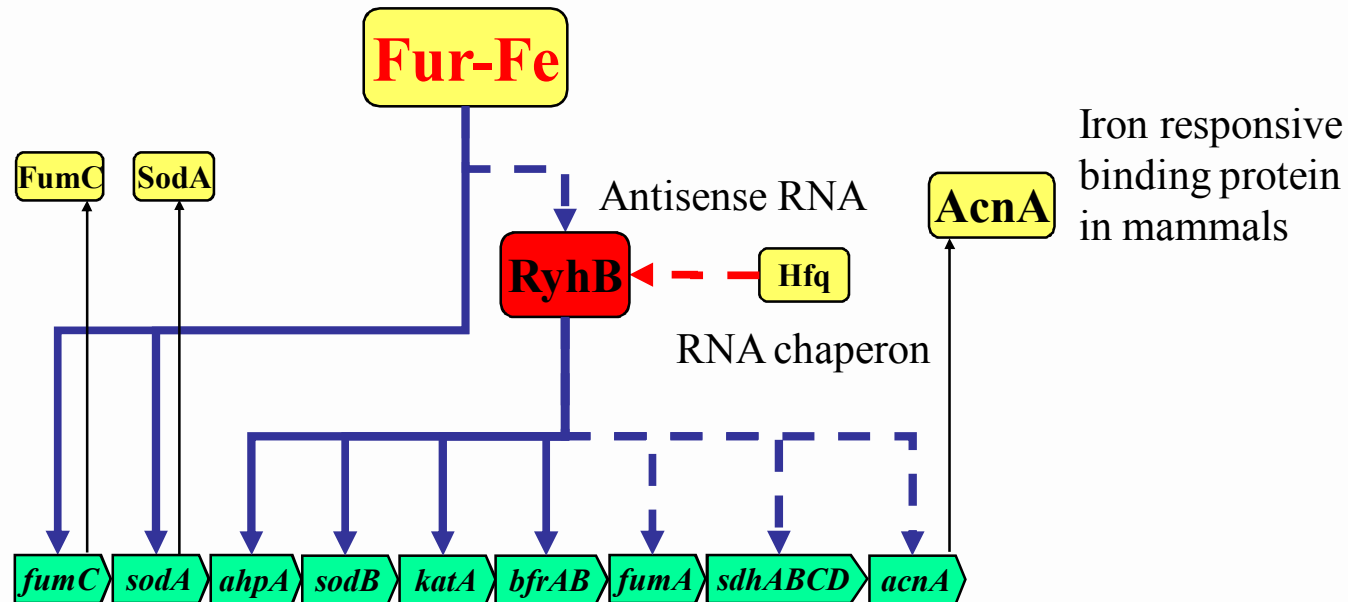 Fur-Fe
Iron responsive
binding protein
in mammals
FumC
SodA
AcnA
Antisense RNA
RyhB
Hfq
RNA chaperon
fumC
sodA
ahpA
sodB
katA
bfrAB
fumA
sdhABCD
acnA